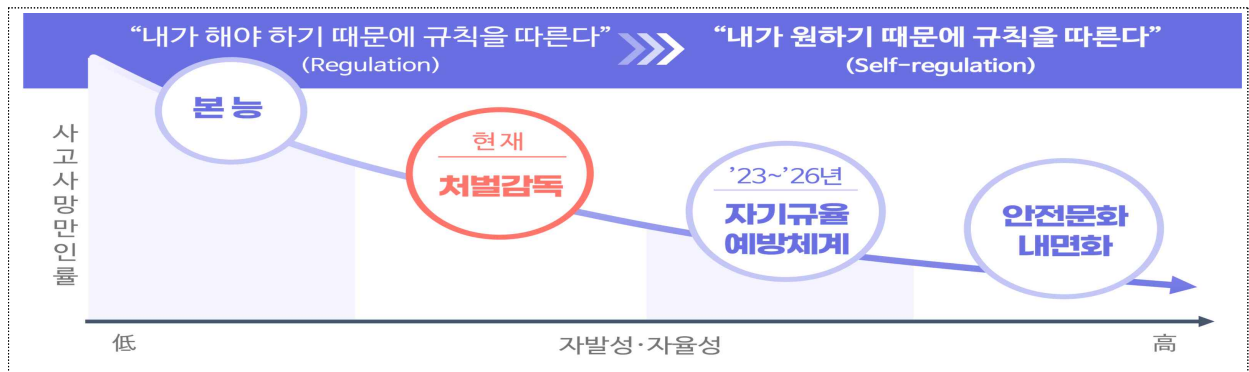 “내가 해야 하기 때문에 규칙을 따른다”
(Regulation)
“내가 원하기 때문에 규칙을 따른다”
(Self-regulation)
사고사망만인률
본능
현재
처벌감독
’23~’26년
자기규율
예방체계
안전문화
내면화
低
자발성·자율성
高